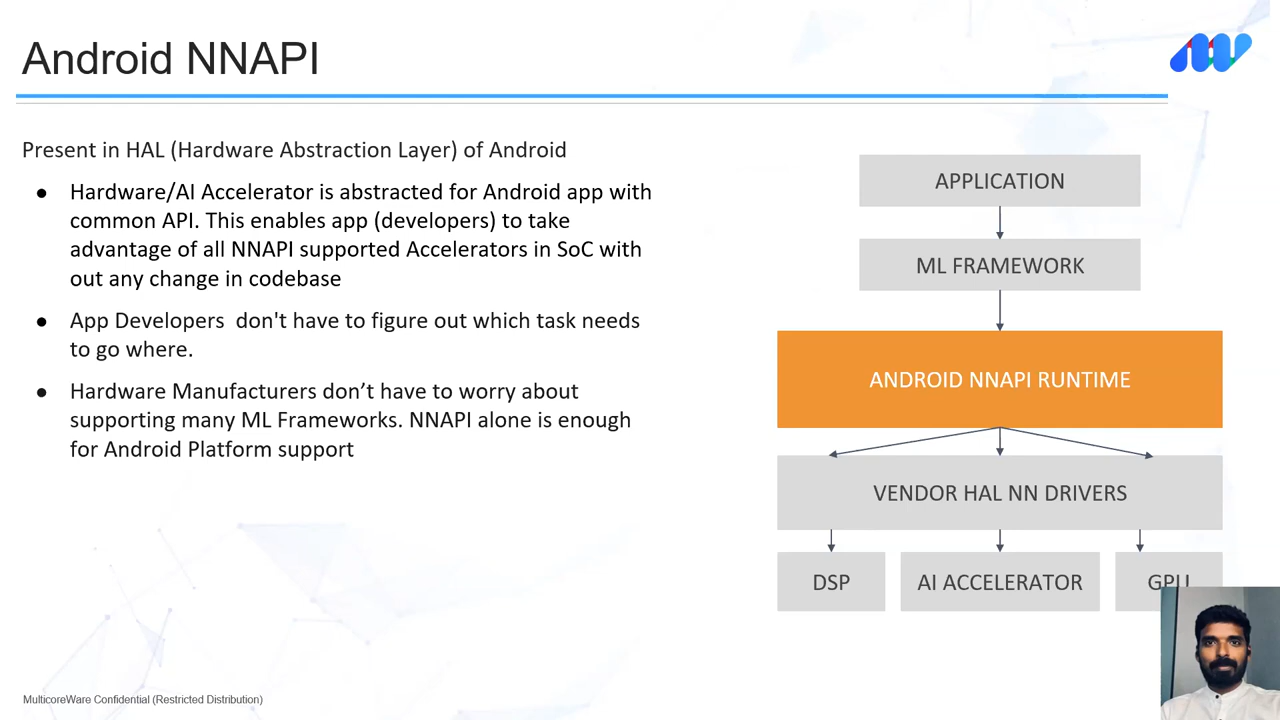 Android NNAPI
Present in HAL (Hardware Abstraction Layer) of Android
● Hardware/AI Accelerator is abstracted for Android app with
common API. This enables app (developers) to take
advantage of all NNAPI supported Accelerators in SoC with
out any change in codebase
● App Developers  don't have to figure out which task needs
to go where.
● Hardware Manufacturers don’t have to worry about
supporting many ML Frameworks. NNAPI alone is enough
for Android Platform support
APPLICATION
ML FRAMEWORK
ANDROID NNAPI RUNTIME
VENDOR HAL NN DRIVERS
DSP
AI ACCELERATOR
GPU
MulticoreWare Confidential (Restricted Distribution)